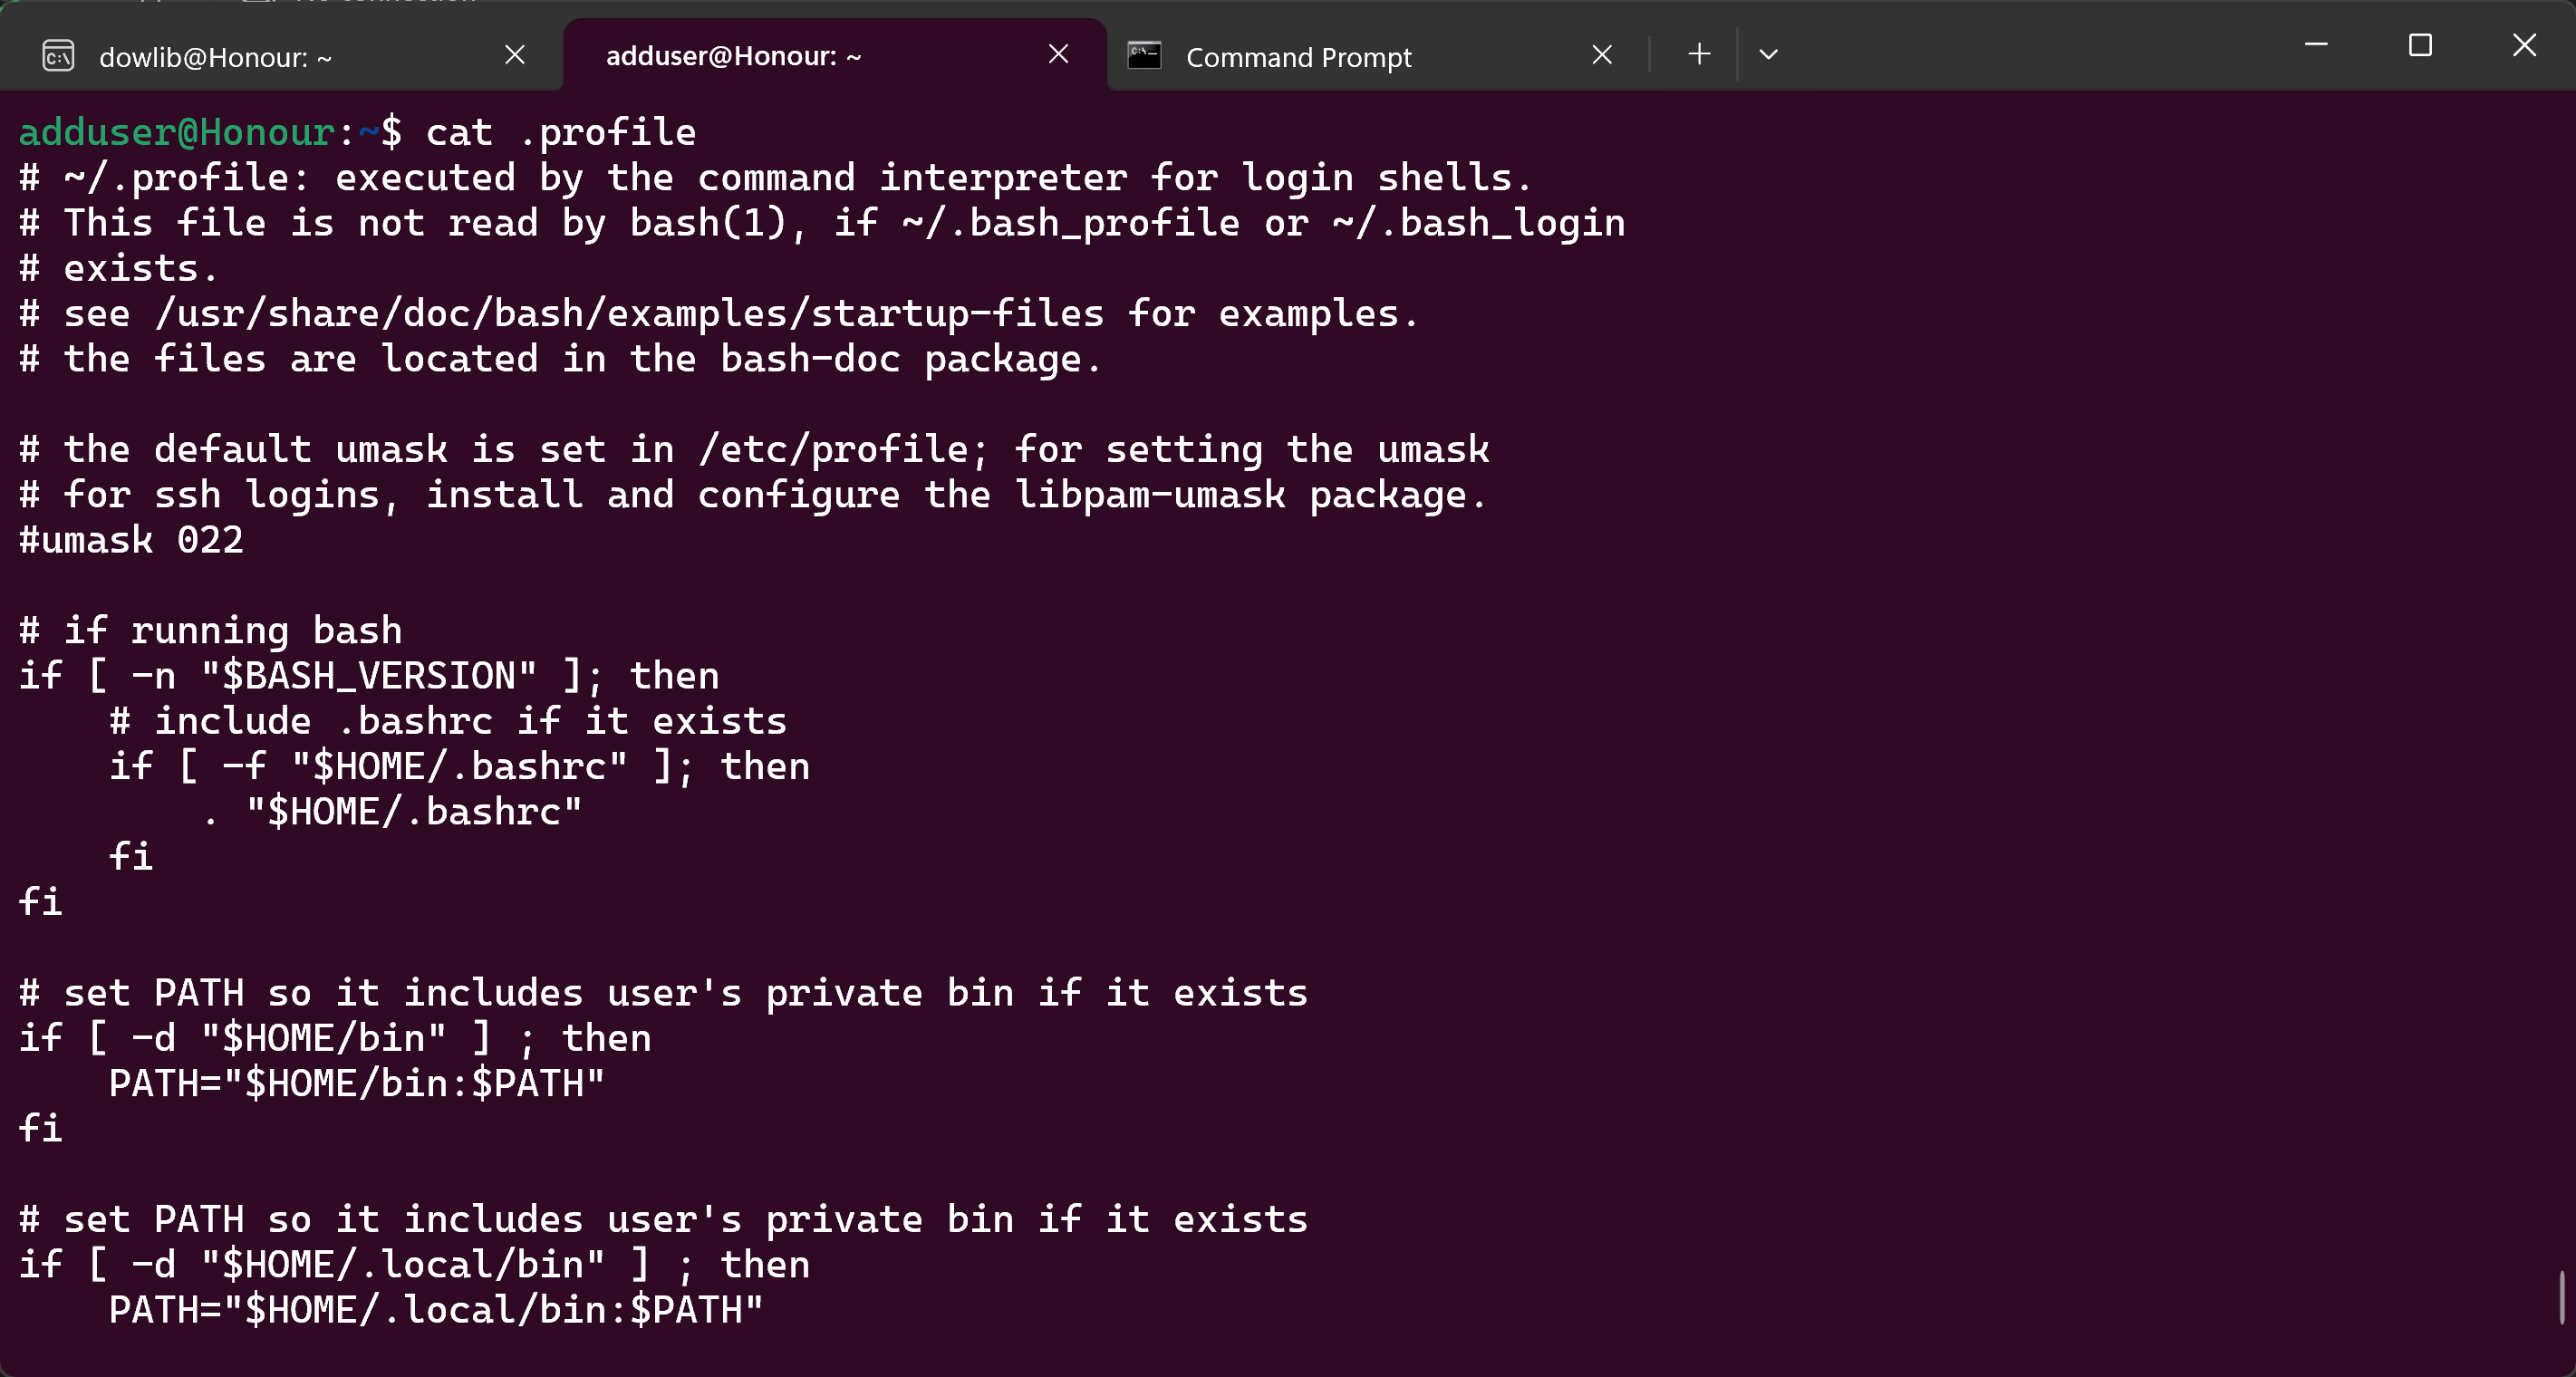 dowlib@Honour: ~
adduser@Honour: ~
Command Prompt
adduser@Honour:~$ cat .profile
# ~/.profile: executed by the command interpreter for login shells.
# This file is not read by bash(1), if ~/.bash_profile or ~/.bash_login
# exists.
# see /usr/share/doc/bash/examples/startup-files for examples.
# the files are located in the bash-doc package.

# the default umask is set in /etc/profile; for setting the umask
# for ssh logins, install and configure the libpam-umask package.
#umask 022

# if running bash
if [ -n "$BASH_VERSION" ]; then
    # include .bashrc if it exists
    if [ -f "$HOME/.bashrc" ]; then
        . "$HOME/.bashrc"
    fi
fi

# set PATH so it includes user's private bin if it exists
if [ -d "$HOME/bin" ] ; then
    PATH="$HOME/bin:$PATH"
fi

# set PATH so it includes user's private bin if it exists
if [ -d "$HOME/.local/bin" ] ; then
    PATH="$HOME/.local/bin:$PATH"